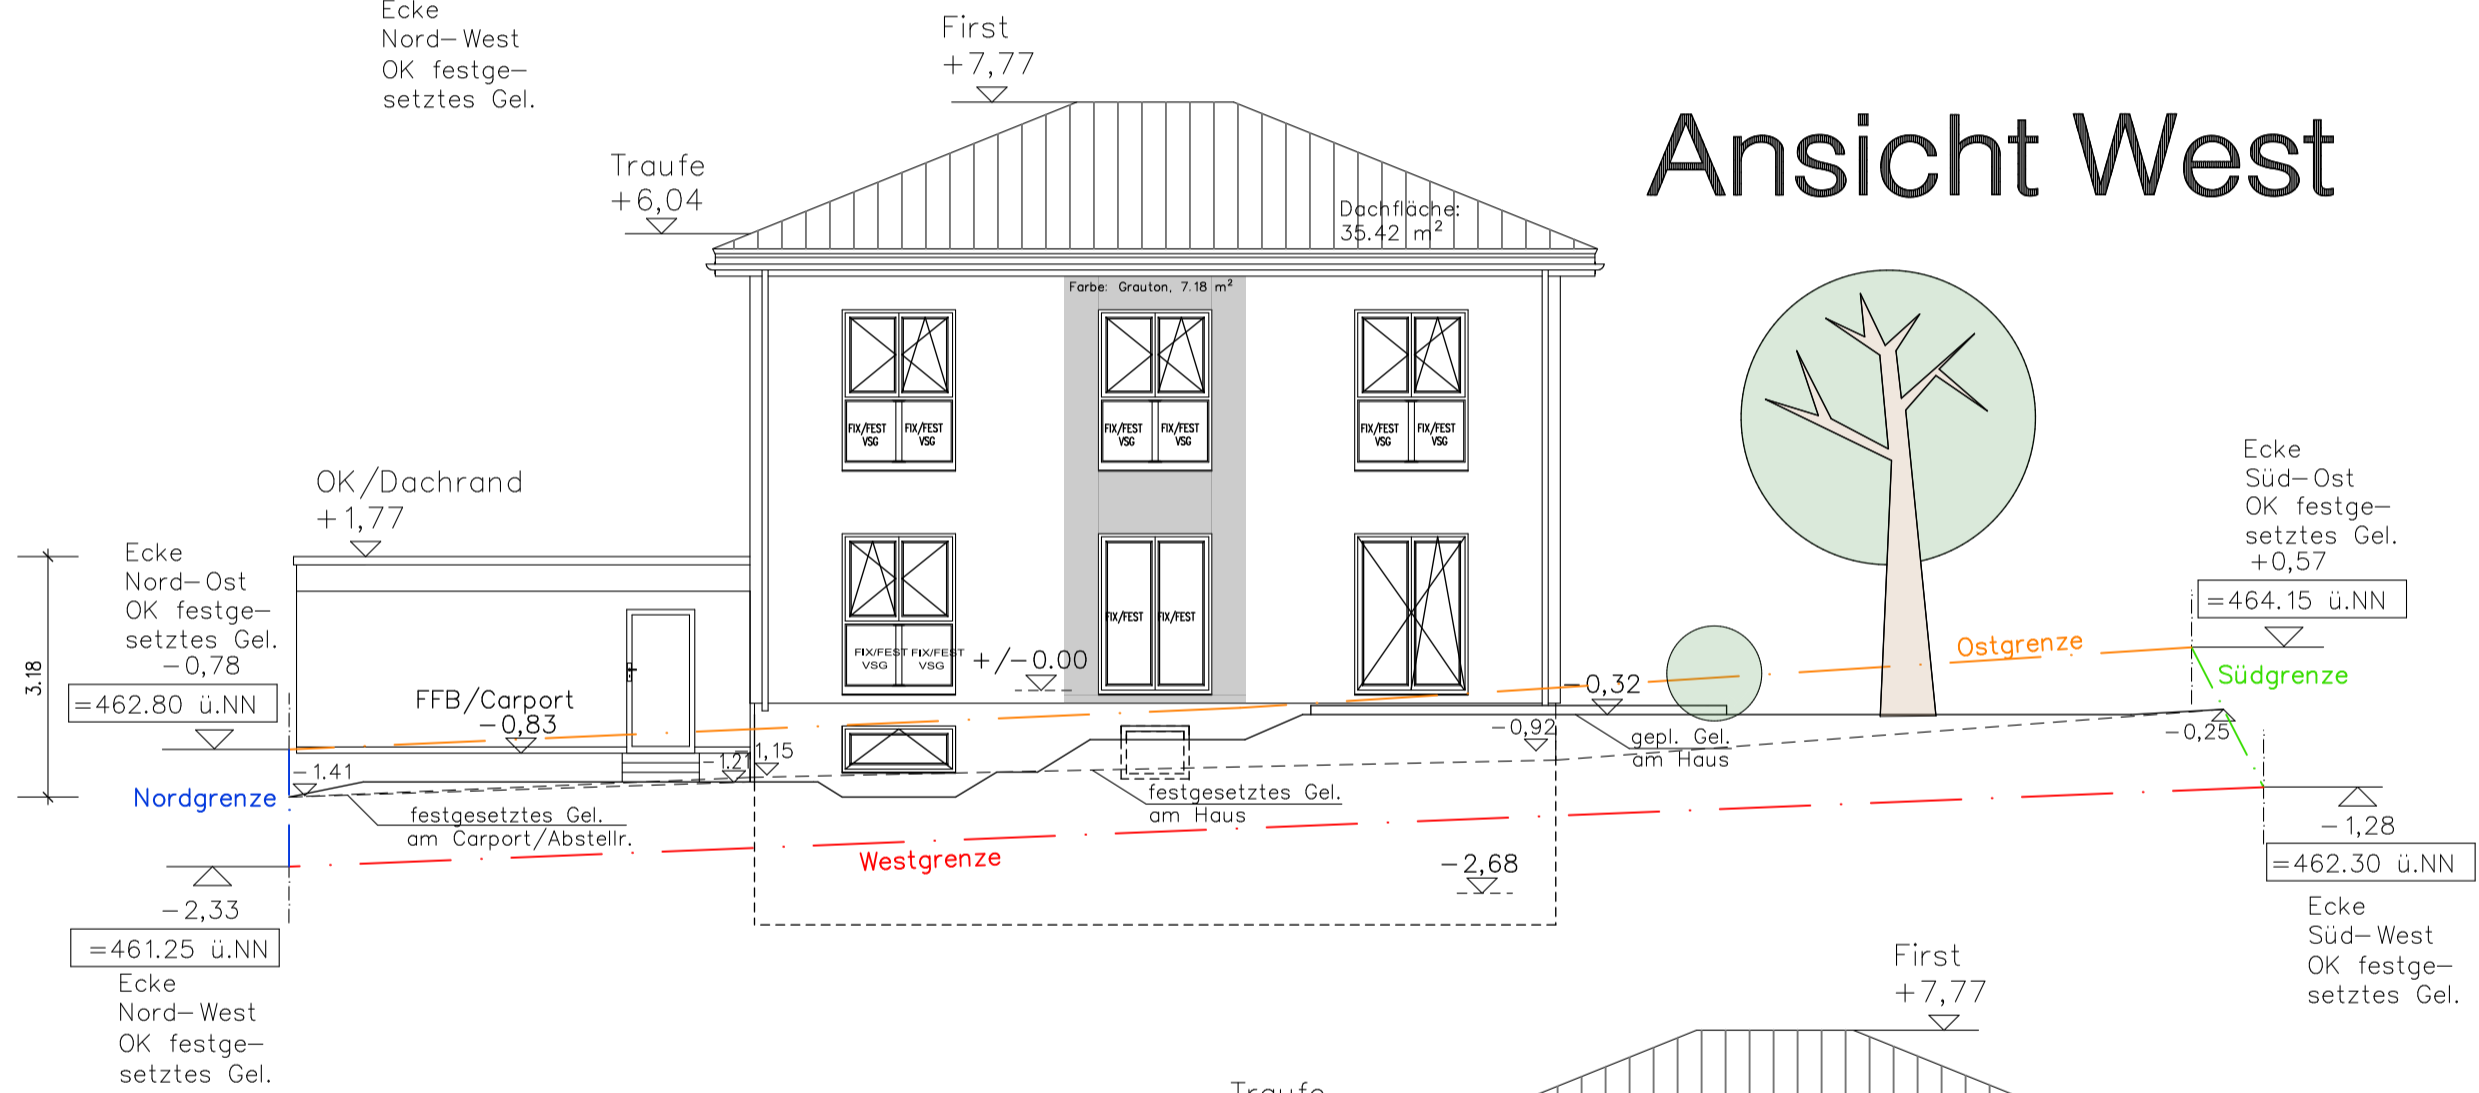 Ecke
Nord-West
OK festge-
setztes Gel.
First
+7,77
Ansicht West
Traufe
+6,04
Dachfläche:
35.42 m²
Farbe: Grauton, 7.18 m²
FIX/FEST
VSG
FIX/FEST
VSG
FIX/FEST
VSG
FIX/FEST
VSG
FIX/FEST
VSG
FIX/FEST
VSG
OK/Dachrand
+1,77
Ecke
Nord-Ost
OK festge-
setztes Gel.
-0,78
=462.80 ü.NN
3.18
FFB/Carport
-0,83
FIX/FEST
VSG
FIX/FEST
VSG
+/-0.00
FIX/FEST
FIX/FEST
-0,32
Ecke
Süd-Ost
OK festge-
setztes Gel.
+0,57
=464.15 ü.NN
Ostgrenze
Südgrenze
-0,25
-0,92
gepl. Gel.
am Haus
-1,15
-1.21
-1.41
Nordgrenze
festgesetztes Gel.
am Carport/Abstellr.
festgesetztes Gel.
am Haus
Westgrenze
-2,68
-1,28
=462.30 ü.NN
Ecke
Süd-West
OK festge-
setztes Gel.
-2,33
=461.25 ü.NN
Ecke
Nord-West
OK festge-
setztes Gel.
First
+7,77
Traufe